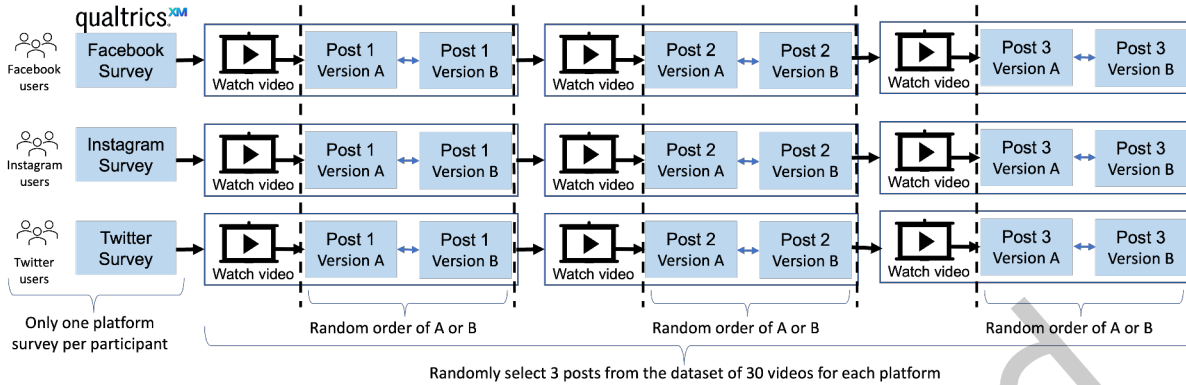 qualtrics.XM
Facebook
users
Facebook
Survey
Watch video
Post 1
Version A
Post 1
Version B
Watch video
Post 2
Version A
Post 2
Version B
Watch video
Post 3
Version A
Post 3
Version B
Instagram
users
Instagram
Survey
Watch video
Post 1
Version A
Post 1
Version B
Watch video
Post 2
Version A
Post 2
Version B
Watch video
Post 3
Version A
Post 3
Version B
Twitter
users
Twitter
Survey
Watch video
Post 1
Version A
Post 1
Version B
Watch video
Post 2
Version A
Post 2
Version B
Watch video
Post 3
Version A
Post 3
Version B
Only one platform
survey per participant
Random order of A or B
Random order of A or B
Random order of A or B
Randomly select 3 posts from the dataset of 30 videos for each platform